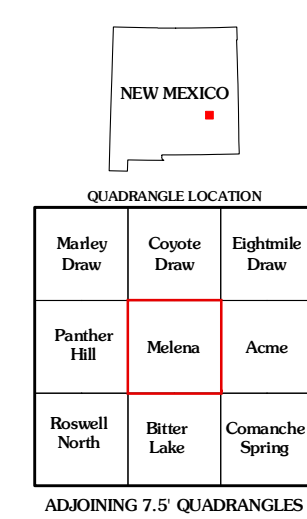 NEW MEXICO
QUADRANGLE LOCATION
Marley
Draw
Coyote
Draw
Eightmile
Draw
Panther
Hill
Melena
Acme
Roswell
North
Bitter
Lake
Comanche
Spring
ADJOINING 7.5' QUADRANGLES